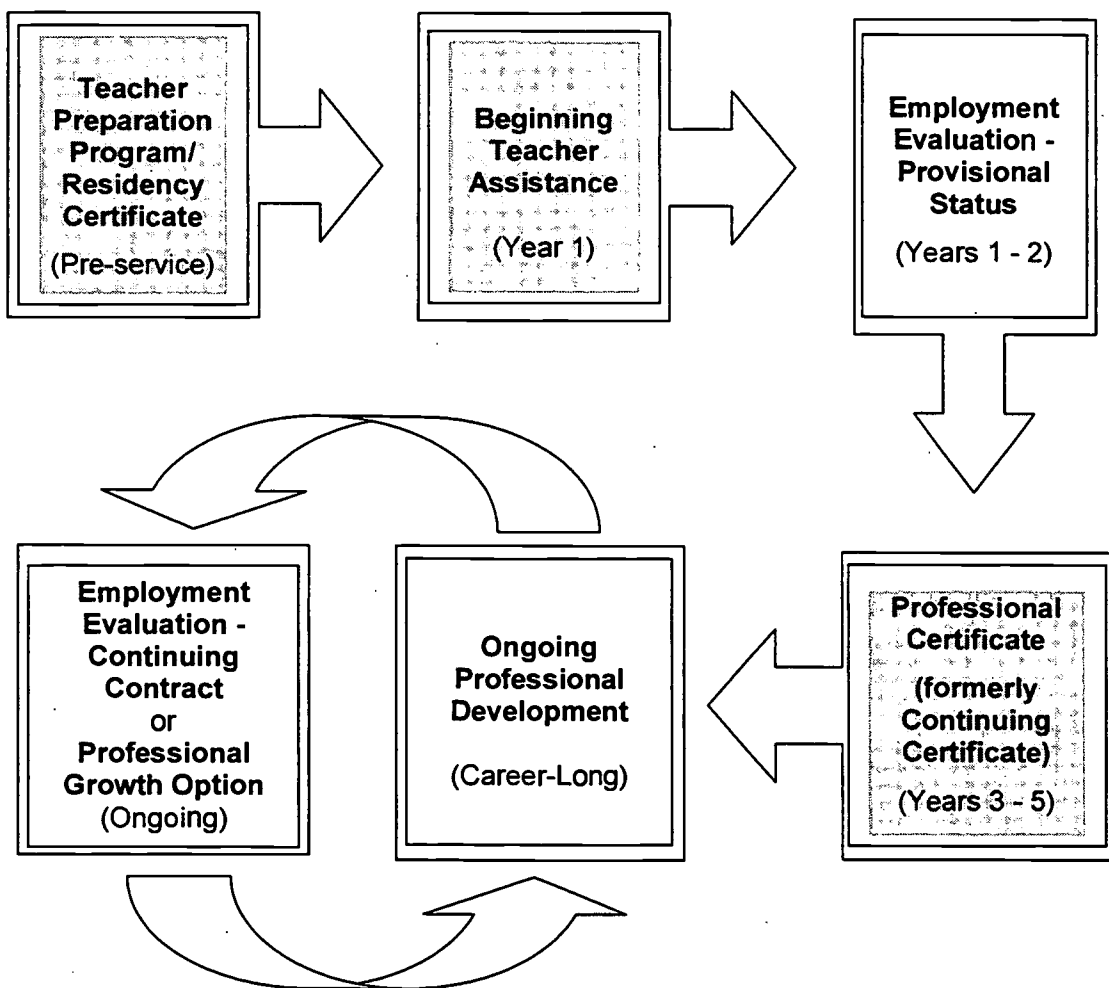 Teacher
Preparation
Program/
Residency
Certificate
(Pre-service)
Beginning
Teacher
Assistance
(Year 1)
Employment
Evaluation -
Provisional
Status
(Years 1 - 2)
Employment
Evaluation -
Continuing
Contract
or
Professional
Growth Option
(Ongoing)
Ongoing
Professional
Development
(Career-Long)
Professional
Certificate
(formerly
Continuing
Certificate)
(Years 3 - 5)